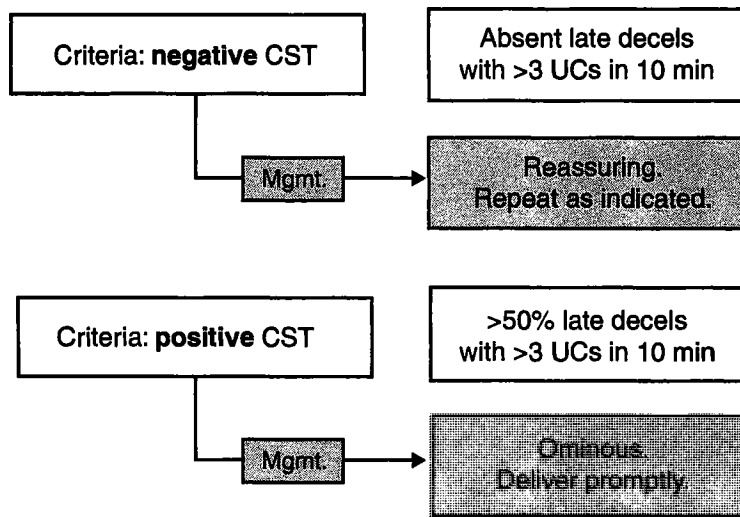 Criteria: negative CST
Absent late decels
with >3 UCs in 10 min
Mgmt.
Reassuring.
Repeat as indicated.
Criteria: positive CST
>50% late decels
with >3 UCs in 10 min
Mgmt.
Ominous.
Deliver promptly.